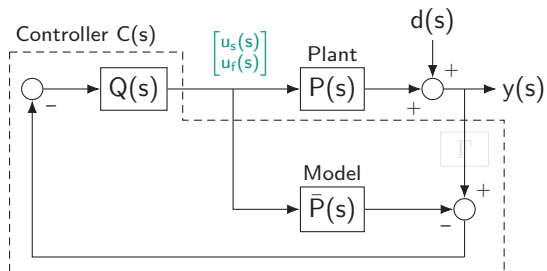 Controller C(s)
[u_s(s)
u_f(s)]
Plant
d(s)
-
Q(s)
P(s)
+
+
y(s)
Γ
Model
P̄(s)
+
-